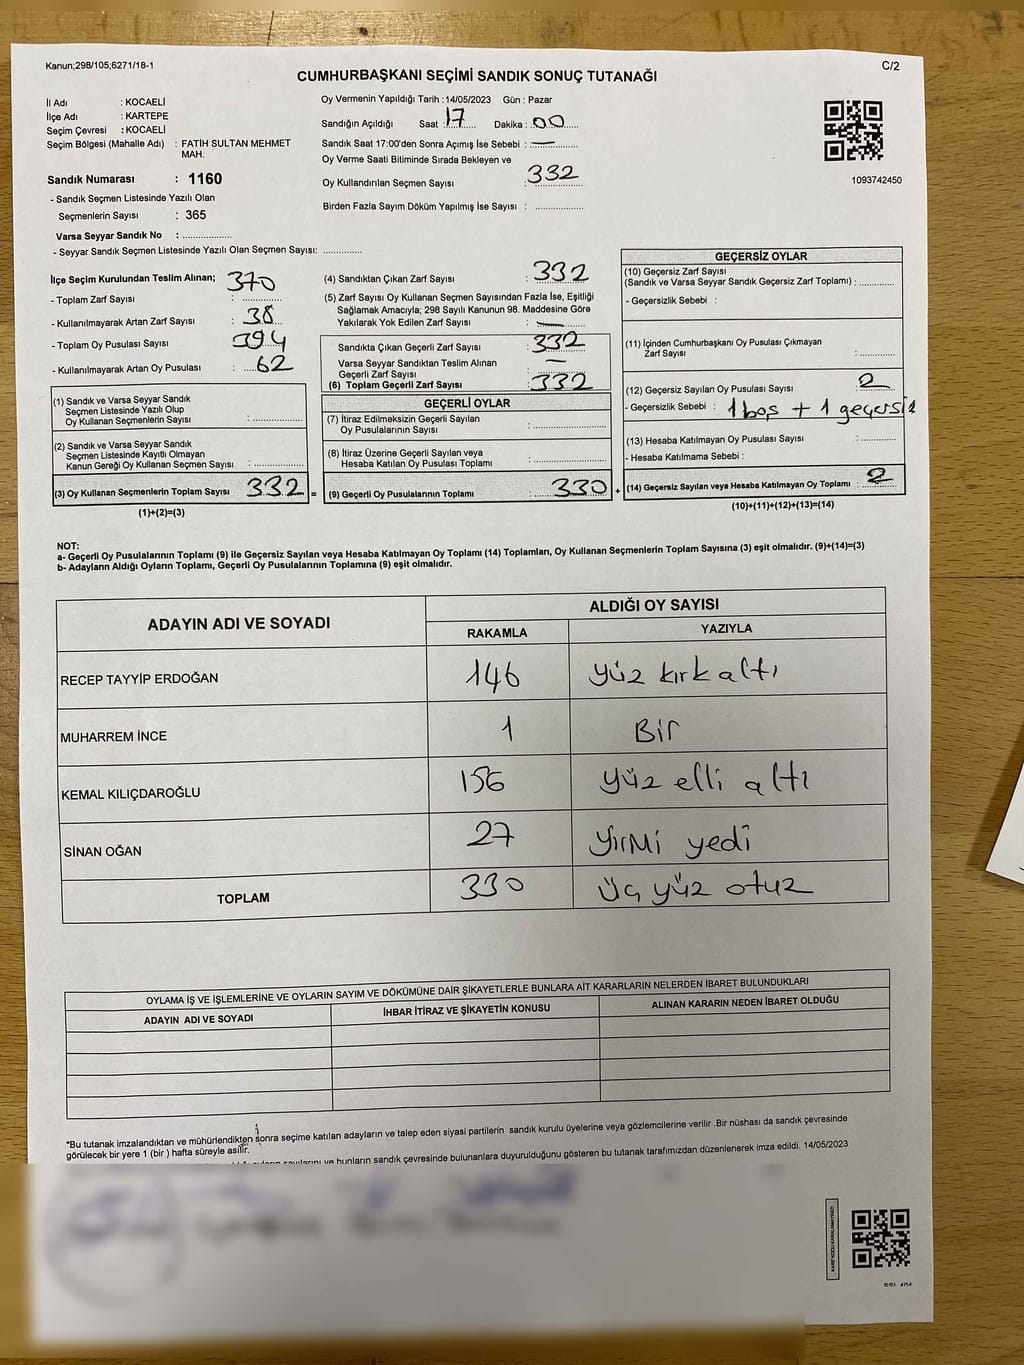 Kanun;298/105;6271/18-1
C/2
CUMHURBAŞKANI SEÇİMİ SANDIK SONUÇ TUTANAĞI
İl Adı : KOCAELİ
İlçe Adı : KARTEPE
Seçim Çevresi : KOCAELİ
Seçim Bölgesi (Mahalle Adı) : FATİH SULTAN MEHMET
MAH.
Sandık Numarası : 1160
- Sandık Seçmen Listesinde Yazılı Olan
Seçmenlerin Sayısı : 365
Varsa Seyyar Sandık No : ..................
- Seyyar Sandık Seçmen Listesinde Yazılı Olan Seçmen Sayısı: ..............
Oy Vermenin Yapıldığı Tarih : 14/05/2023 Gün : Pazar
Sandığın Açıldığı Saat : 17 Dakika : 00
Sandık Saat 17:00'den Sonra Açımış İse Sebebi : —
Oy Verme Saati Bitiminde Sırada Bekleyen ve
Oy Kullandırılan Seçmen Sayısı : 332
Birden Fazla Sayım Döküm Yapılmış İse Sayısı : ..................
1093742450
İlçe Seçim Kurulundan Teslim Alınan;
- Toplam Zarf Sayısı : 370
- Kullanılmayarak Artan Zarf Sayısı : 38
- Toplam Oy Pusulası Sayısı : 394
- Kullanılmayarak Artan Oy Pusulası : 62
(1) Sandık ve Varsa Seyyar Sandık
Seçmen Listesinde Yazılı Olup
Oy Kullanan Seçmenlerin Sayısı : ..................
(2) Sandık ve Varsa Seyyar Sandık
Seçmen Listesinde Kayıtlı Olmayan
Kanun Gereği Oy Kullanan Seçmen Sayısı : ..................
(3) Oy Kullanan Seçmenlerin Toplam Sayısı 332 =
(1)+(2)=(3)
(4) Sandıktan Çıkan Zarf Sayısı : 332
(5) Zarf Sayısı Oy Kullanan Seçmen Sayısından Fazla İse, Eşitliği
Sağlamak Amacıyla; 298 Sayılı Kanunun 98. Maddesine Göre
Yakılarak Yok Edilen Zarf Sayısı : —
Sandıkta Çıkan Geçerli Zarf Sayısı : 332
Varsa Seyyar Sandıktan Teslim Alınan
Geçerli Zarf Sayısı : —
(6) Toplam Geçerli Zarf Sayısı : 332
GEÇERLİ OYLAR
(7) İtiraz Edilmeksizin Geçerli Sayılan
Oy Pusulalarının Sayısı : ..................
(8) İtiraz Üzerine Geçerli Sayılan veya
Hesaba Katılan Oy Pusulası Toplamı : ..................
(9) Geçerli Oy Pusulalarının Toplamı : 330 +
GEÇERSİZ OYLAR
(10) Geçersiz Zarf Sayısı
(Sandık ve Varsa Seyyar Sandık Geçersiz Zarf Toplamı) : ............
- Geçersizlik Sebebi :
(11) İçinden Cumhurbaşkanı Oy Pusulası Çıkmayan
Zarf Sayısı : ............
(12) Geçersiz Sayılan Oy Pusulası Sayısı : 2
- Geçersizlik Sebebi : 1 boş + 1 geçersiz
(13) Hesaba Katılmayan Oy Pusulası Sayısı : ............
- Hesaba Katılmama Sebebi :
(14) Geçersiz Sayılan veya Hesaba Katılmayan Oy Toplamı : 2
(10)+(11)+(12)+(13)=(14)
NOT:
a- Geçerli Oy Pusulalarının Toplamı (9) ile Geçersiz Sayılan veya Hesaba Katılmayan Oy Toplamı (14) Toplamları, Oy Kullanan Seçmenlerin Toplam Sayısına (3) eşit olmalıdır. (9)+(14)=(3)
b- Adayların Aldığı Oyların Toplamı, Geçerli Oy Pusulalarının Toplamına (9) eşit olmalıdır.
ADAYIN ADI VE SOYADI
ALDIĞI OY SAYISI
RAKAMLA YAZIYLA
RECEP TAYYİP ERDOĞAN 146 yüz kırk altı
MUHARREM İNCE 1 Bir
KEMAL KILIÇDAROĞLU 156 yüz elli altı
SİNAN OĞAN 27 yirmi yedi
TOPLAM 330 üç yüz otuz
OYLAMA İŞ VE İŞLEMLERİNE VE OYLARIN SAYIM VE DÖKÜMÜNE DAİR ŞİKAYETLERLE BUNLARA AİT KARARLARIN NELERDEN İBARET BULUNDUKLARI
ADAYIN ADI VE SOYADI İHBAR İTİRAZ VE ŞİKAYETİN KONUSU ALINAN KARARIN NEDEN İBARET OLDUĞU
*Bu tutanak imzalandıktan ve mühürlendikten sonra seçime katılan adayların ve talep eden siyasi partilerin sandık kurulu üyelerine veya gözlemcilerine verilir .Bir nüshası da sandık çevresinde
görülecek bir yere 1 (bir ) hafta süreyle asılır.
sayılarını ve bunların sandık çevresinde bulunanlara duyurulduğunu gösteren bu tutanak tarafımızdan düzenlenerek imza edildi. 14/05/2023